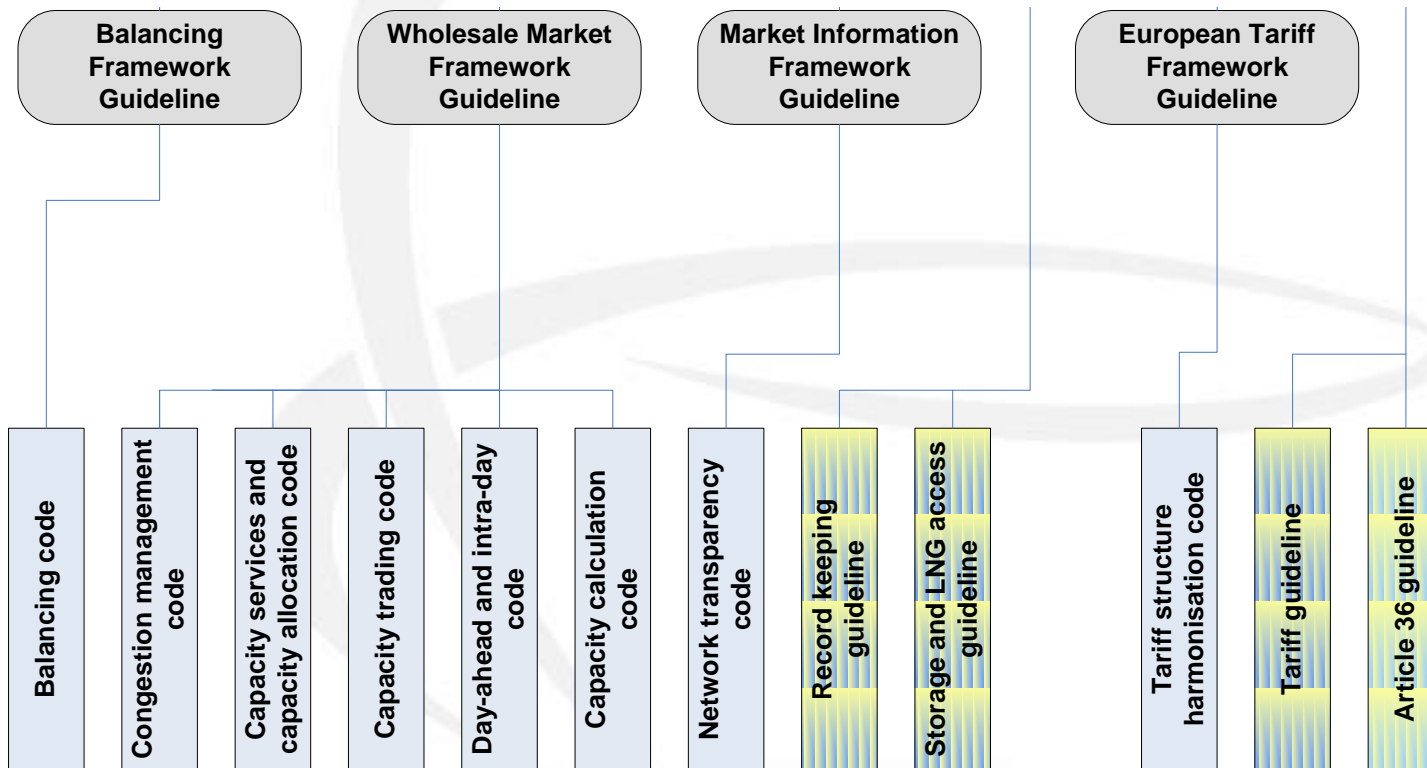 Balancing
Framework
Guideline
Wholesale Market
Framework
Guideline
Market Information
Framework
Guideline
European Tariff
Framework
Guideline
Balancing code
Congestion management
code
Capacity services and
capacity allocation code
Capacity trading code
Day-ahead and intra-day
code
Capacity calculation
code
Network transparency
code
Record keeping
guideline
Storage and LNG access
guideline
Tariff structure
harmonisation code
Tariff guideline
Article 36 guideline